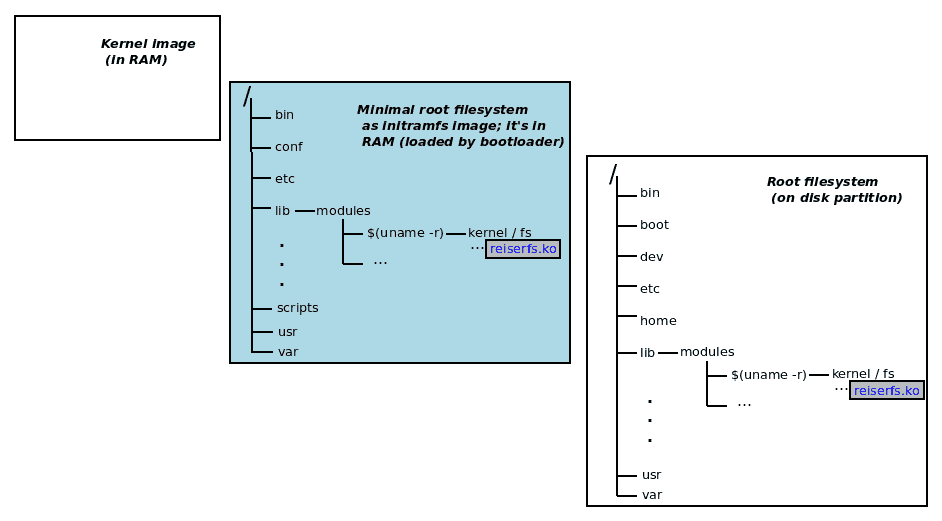 Kernel image
(in RAM)
/
Minimal root filesystem
as initramfs image; it's in
RAM (loaded by bootloader)
bin
conf
etc
lib modules
$(uname -r) kernel / fs
... reiserfs.ko
...
.
.
.
scripts
usr
var
/
Root filesystem
(on disk partition)
bin
boot
dev
etc
home
lib modules
$(uname -r) kernel / fs
... reiserfs.ko
...
.
.
.
usr
var